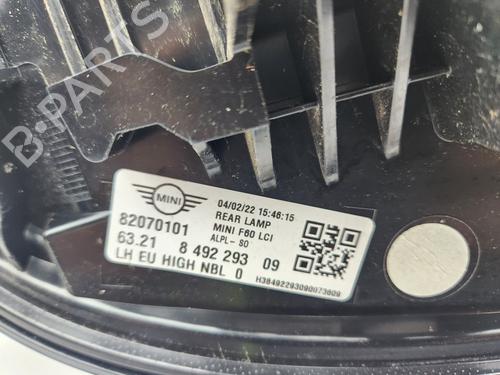 B-PARTS
MINI
04/02/22 15:46:15
REAR LAMP
MINI F60 LCI
ALPL- SO
82070101
63.21 8 492 293 09
LH EU HIGH NBL 0
H38492293090073609